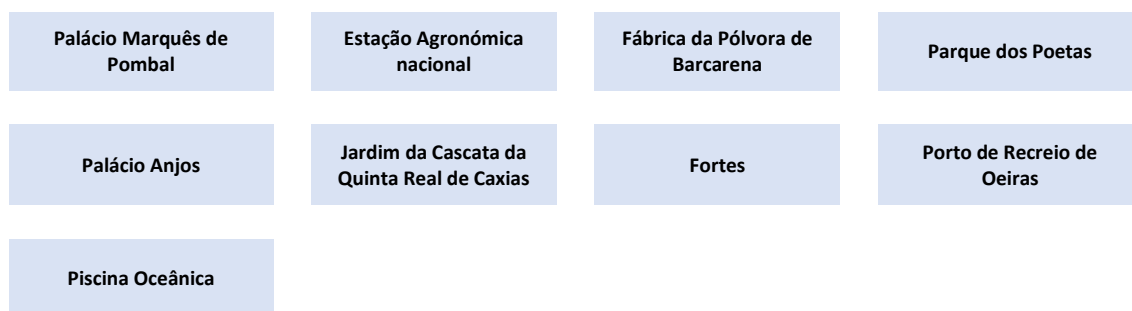 Palácio Marquês de
Pombal
Estação Agronómica
nacional
Fábrica da Pólvora de
Barcarena
Parque dos Poetas
Palácio Anjos
Jardim da Cascata da
Quinta Real de Caxias
Fortes
Porto de Recreio de
Oeiras
Piscina Oceânica